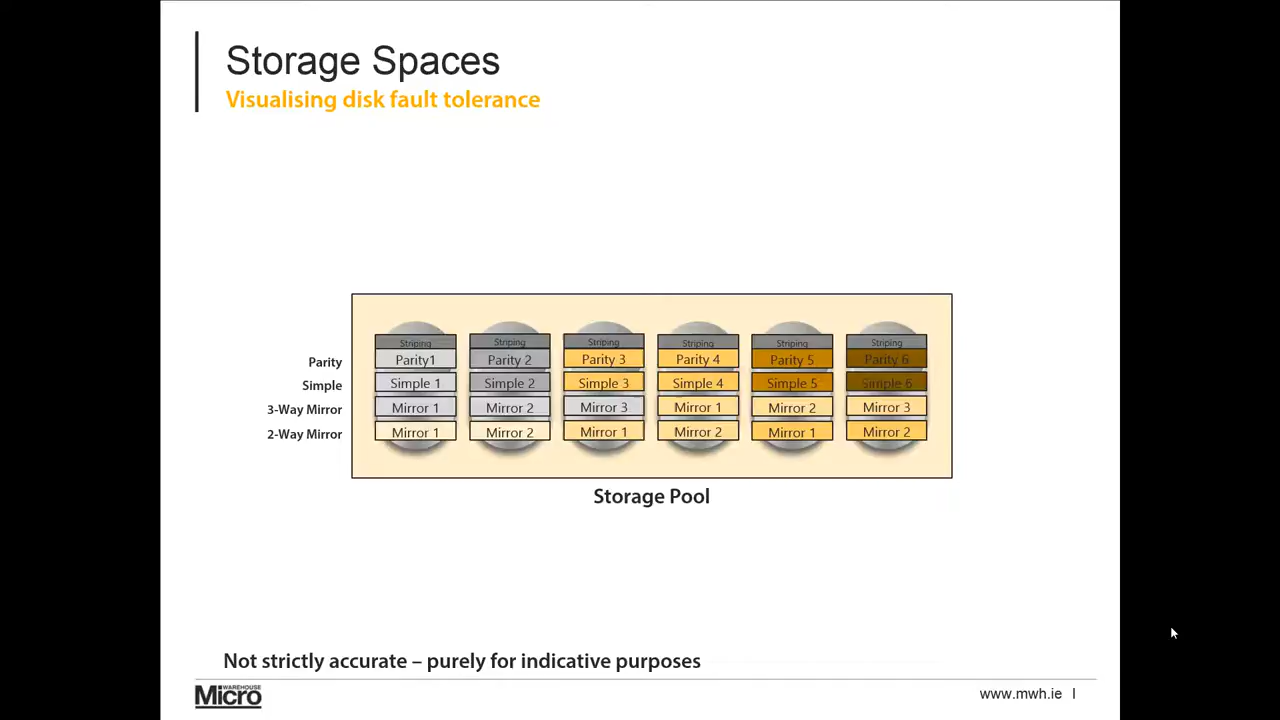 Storage Spaces
Visualising disk fault tolerance
Striping Striping Striping Striping Striping Striping
Parity Parity1 Parity 2 Parity 3 Parity 4 Parity 5 Parity 6
Simple Simple 1 Simple 2 Simple 3 Simple 4 Simple 5 Simple 6
3-Way Mirror Mirror 1 Mirror 2 Mirror 3 Mirror 1 Mirror 2 Mirror 3
2-Way Mirror Mirror 1 Mirror 2 Mirror 1 Mirror 2 Mirror 1 Mirror 2
Storage Pool
Not strictly accurate – purely for indicative purposes
WAREHOUSE
Micro
www.mwh.ie I